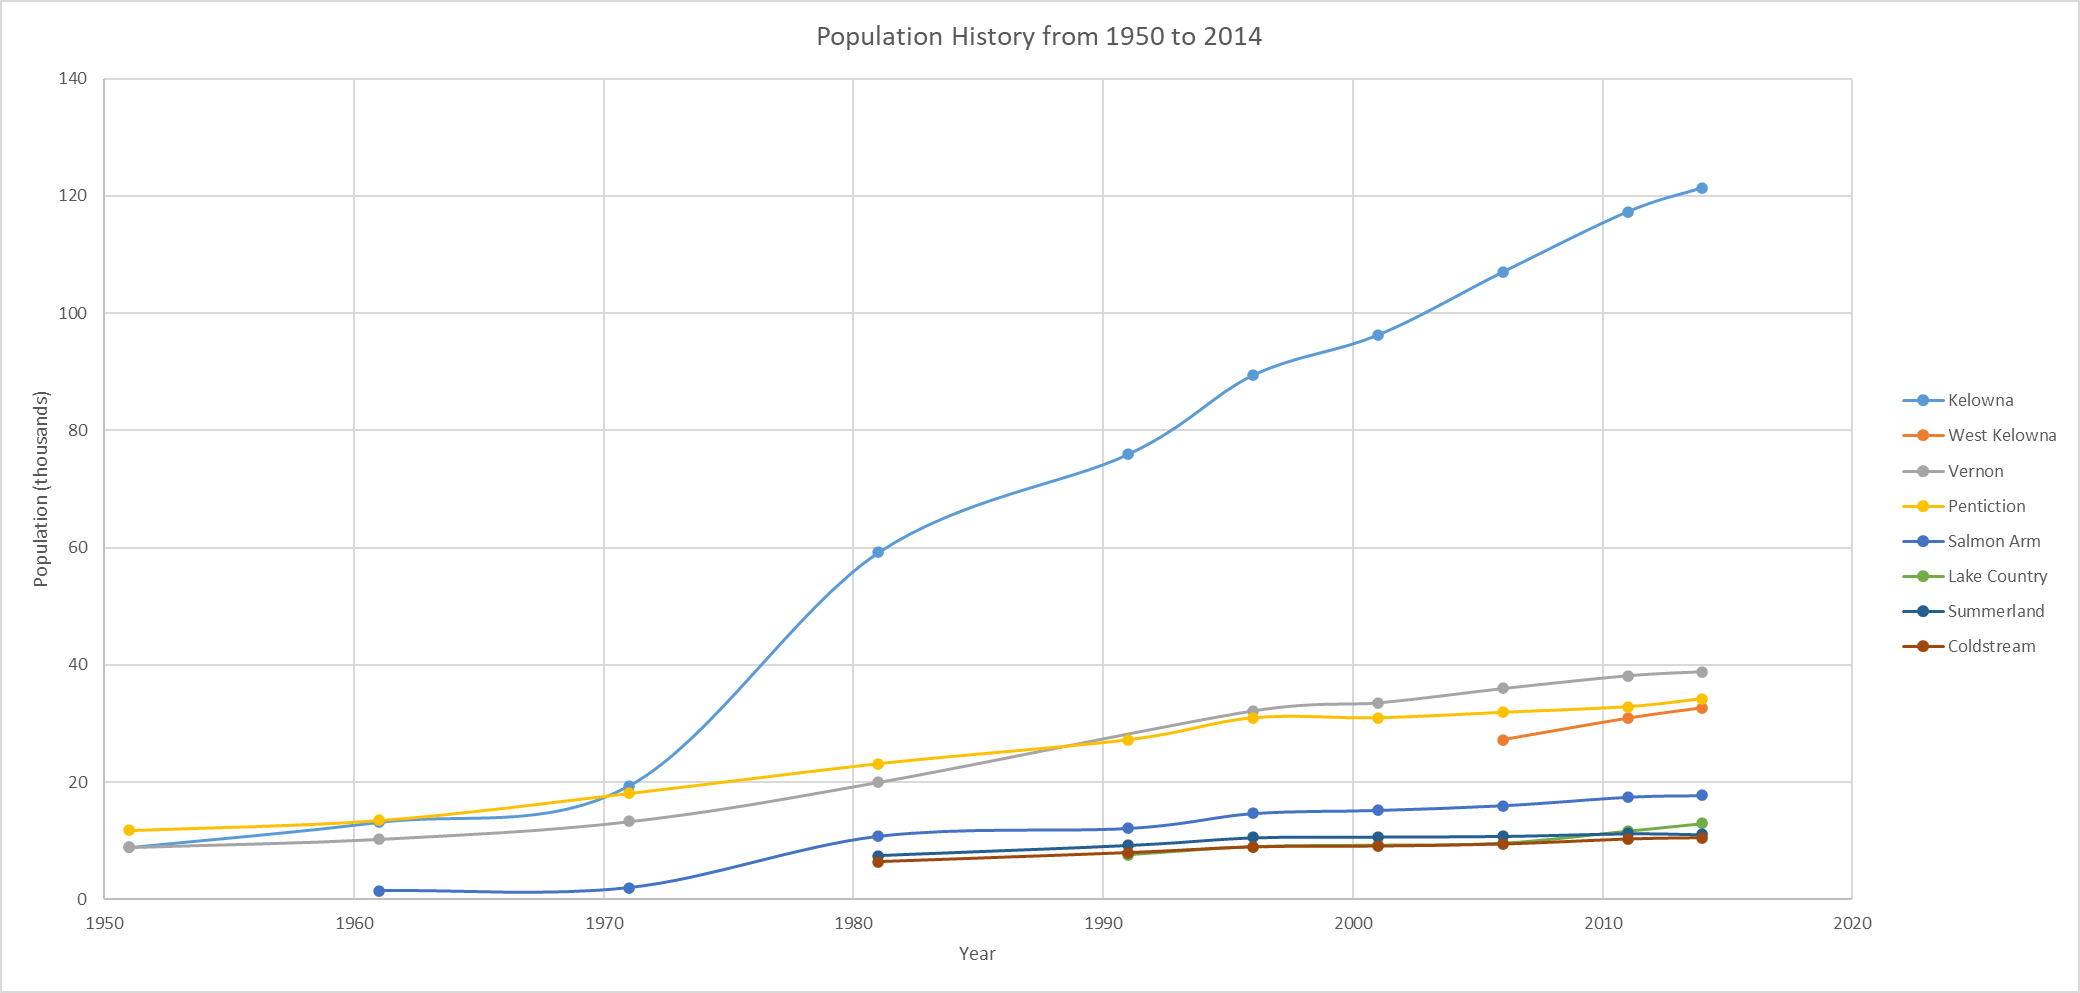 Population History from 1950 to 2014
140
120
100
80
60
40
20
0
Population (thousands)
1950 1960 1970 1980 1990 2000 2010 2020
Year
Kelowna
West Kelowna
Vernon
Pentiction
Salmon Arm
Lake Country
Summerland
Coldstream